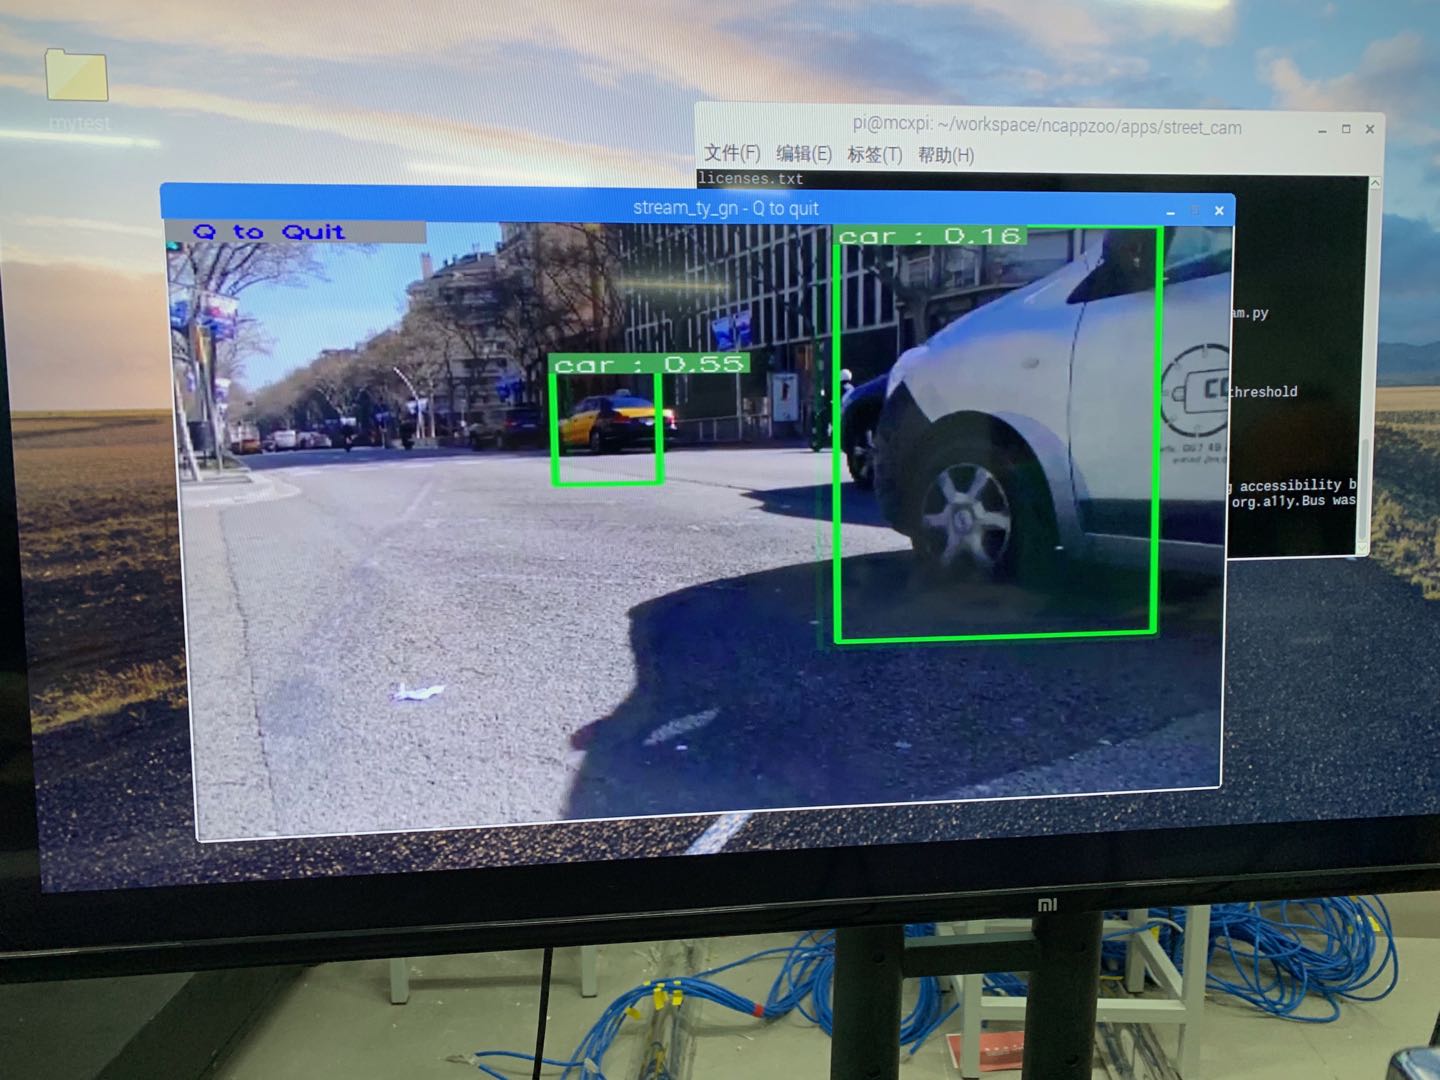 mytest
pi@mcxpi: ~/workspace/ncappzoo/apps/street_cam
文件(F) 编辑(E) 标签(T) 帮助(H)
licenses.txt
stream_ty_gn - Q to quit
Q to Quit
car : 0.16
am.py
car : 0.55
threshold
CC
accessibility b
org.a11y.Bus was
mi